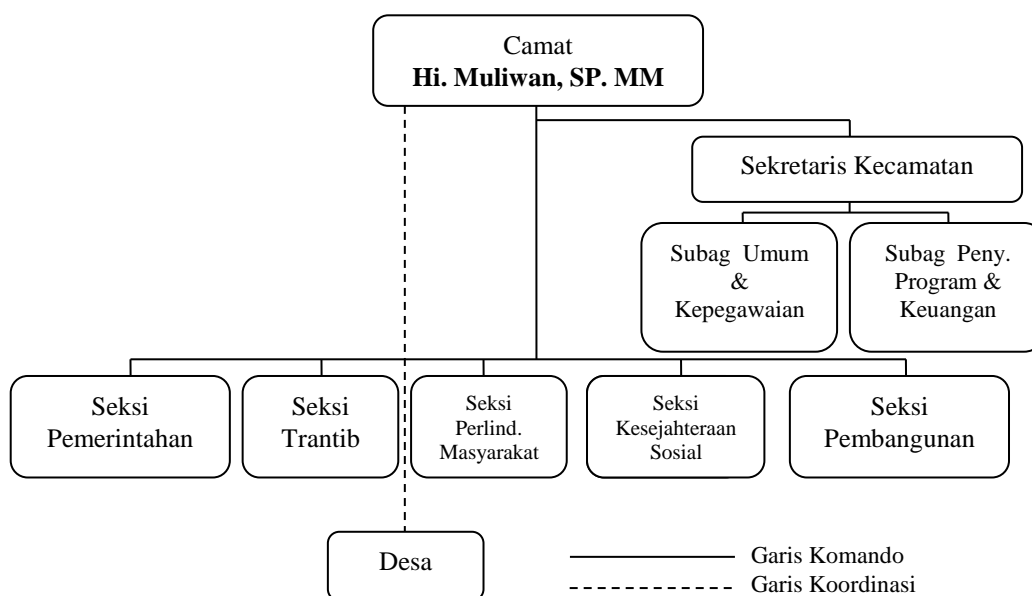 Camat
Hi. Muliwan, SP. MM
Sekretaris Kecamatan
Subag Umum
&
Kepegawaian
Subag Peny.
Program &
Keuangan
Seksi
Pemerintahan
Seksi
Trantib
Seksi
Perlind.
Masyarakat
Seksi
Kesejahteraan
Sosial
Seksi
Pembangunan
Desa
Garis Komando
Garis Koordinasi